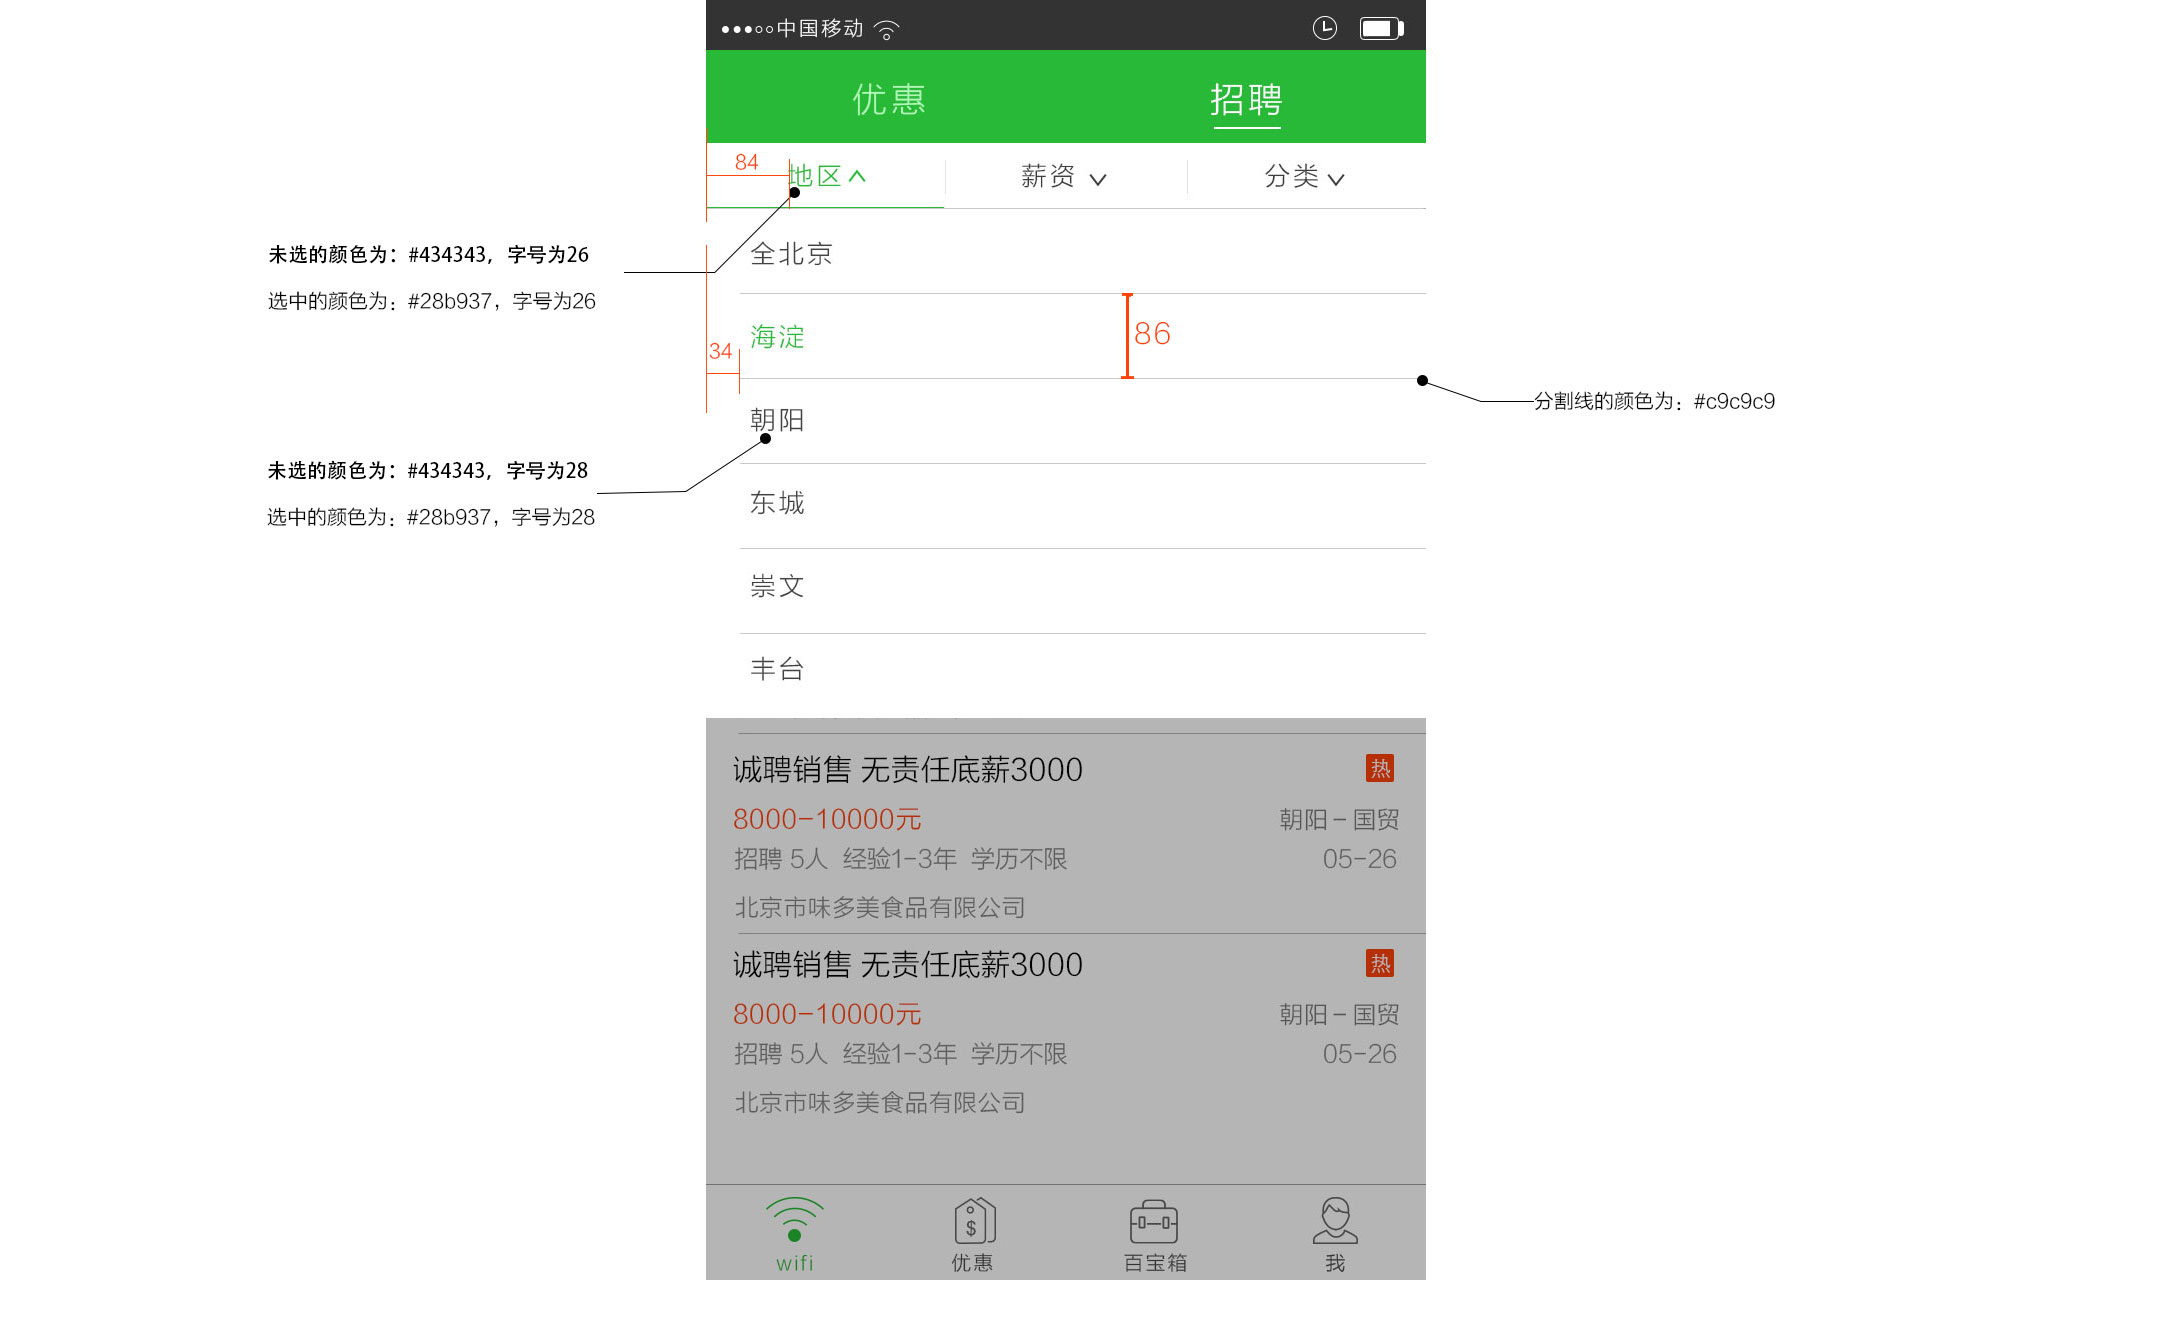 中国移动
优惠 招聘
84
地区 薪资 分类
未选的颜色为：#434343，字号为26
选中的颜色为：#28b937，字号为26
全北京
86
海淀
34
分割线的颜色为：#c9c9c9
朝阳
未选的颜色为：#434343，字号为28
选中的颜色为：#28b937，字号为28
东城
崇文
丰台
诚聘销售 无责任底薪3000 热
8000-10000元 朝阳－国贸
招聘 5人 经验1-3年 学历不限 05-26
北京市味多美食品有限公司
诚聘销售 无责任底薪3000 热
8000-10000元 朝阳－国贸
招聘 5人 经验1-3年 学历不限 05-26
北京市味多美食品有限公司
wifi 优惠 百宝箱 我